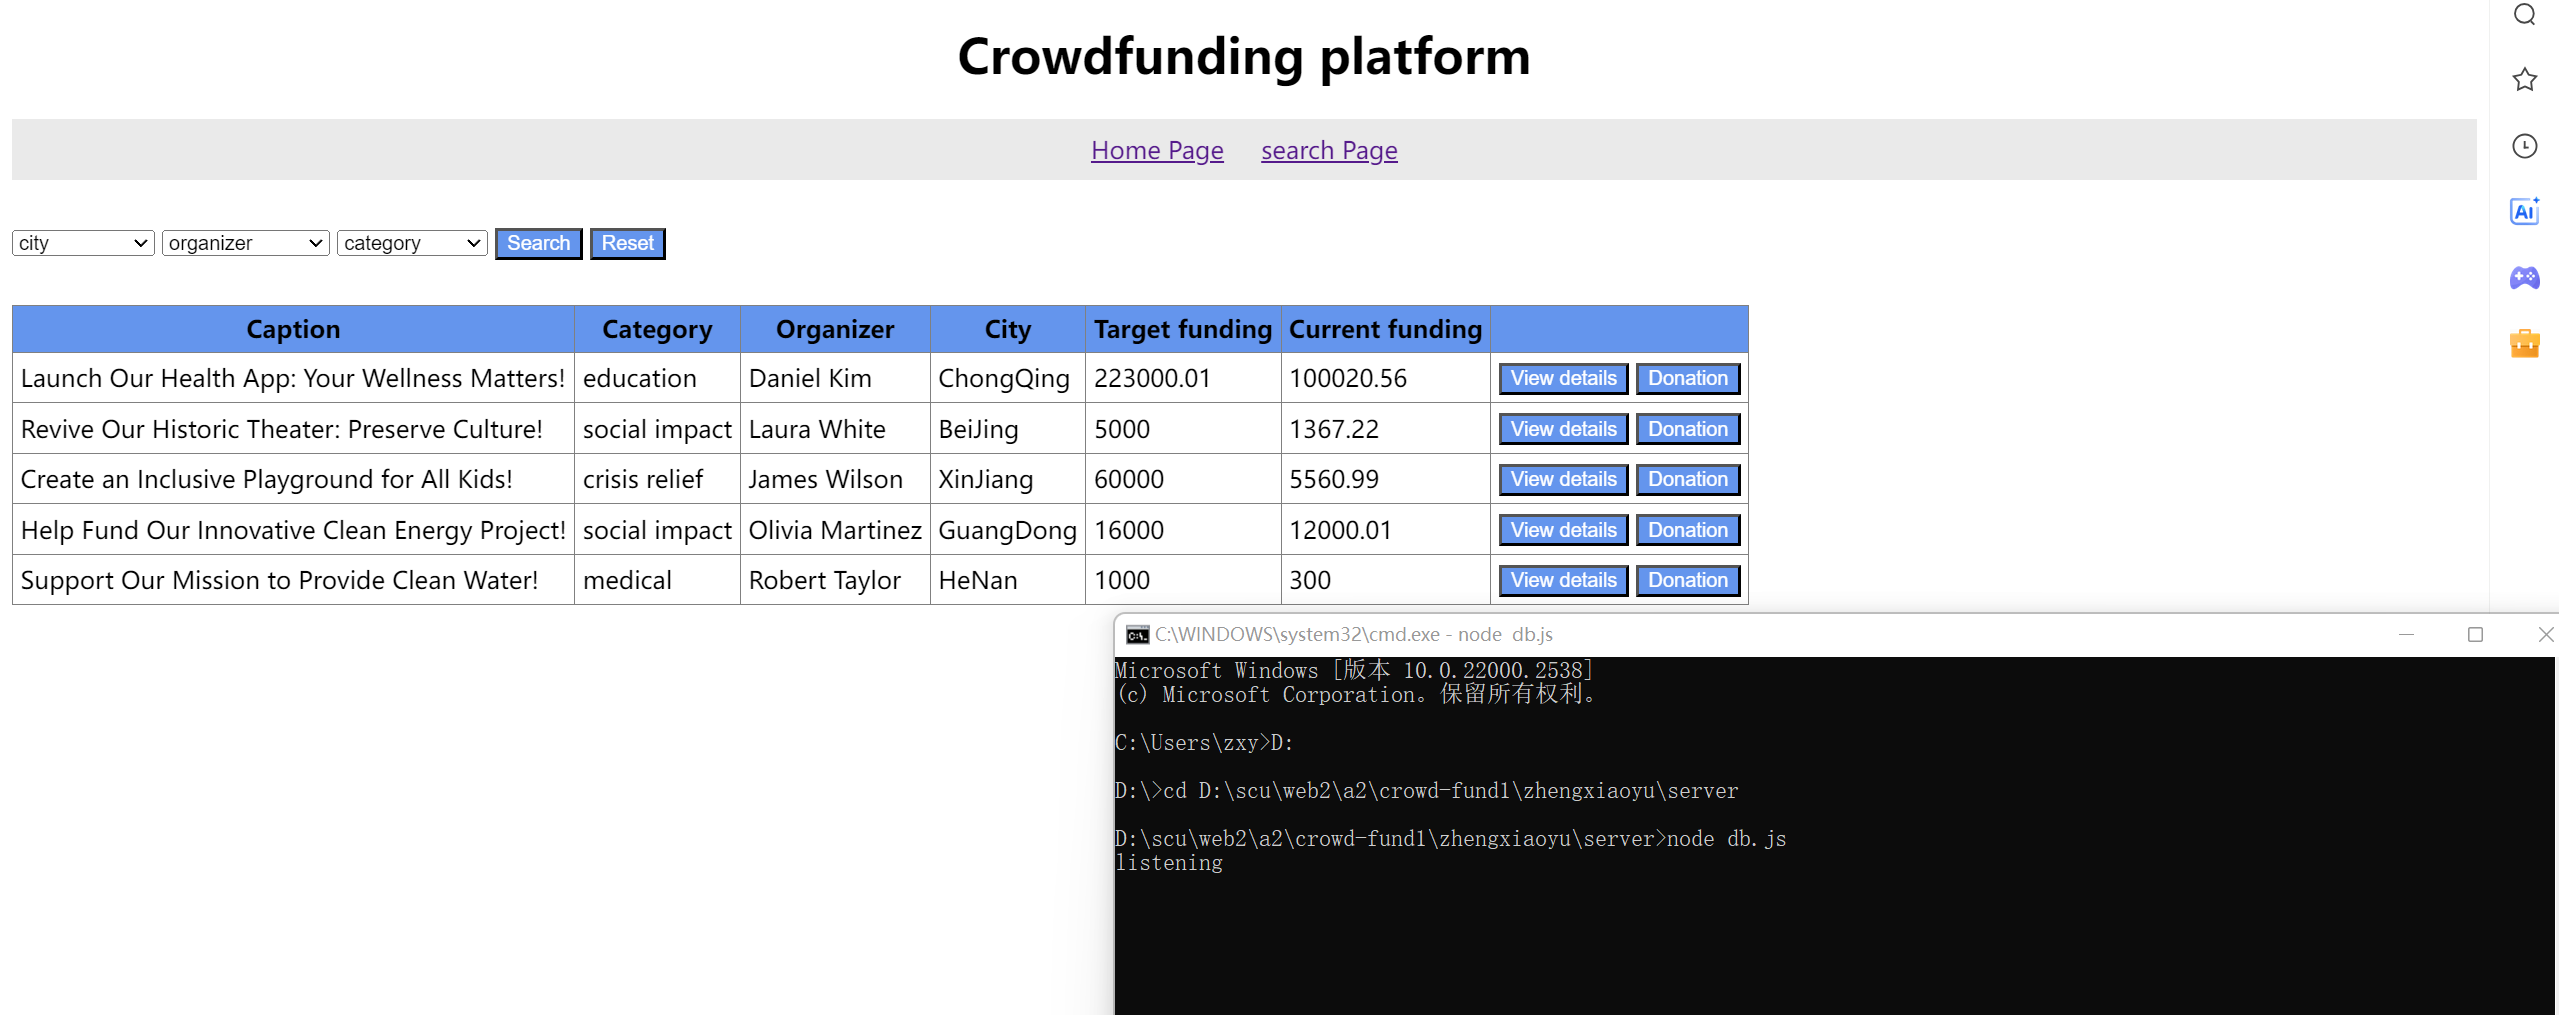 Crowdfunding platform
Home Page search Page
city organizer category Search Reset
Caption Category Organizer City Target funding Current funding
Launch Our Health App: Your Wellness Matters! education Daniel Kim ChongQing 223000.01 100020.56 View details Donation
Revive Our Historic Theater: Preserve Culture! social impact Laura White BeiJing 5000 1367.22 View details Donation
Create an Inclusive Playground for All Kids! crisis relief James Wilson XinJiang 60000 5560.99 View details Donation
Help Fund Our Innovative Clean Energy Project! social impact Olivia Martinez GuangDong 16000 12000.01 View details Donation
Support Our Mission to Provide Clean Water! medical Robert Taylor HeNan 1000 300 View details Donation
C:\WINDOWS\system32\cmd.exe - node  db.js
Microsoft Windows [版本 10.0.22000.2538]
(c) Microsoft Corporation。保留所有权利。
C:\Users\zxy>D:
D:\>cd D:\scu\web2\a2\crowd-fund1\zhengxiaoyu\server
D:\scu\web2\a2\crowd-fund1\zhengxiaoyu\server>node db.js
listening
Ai